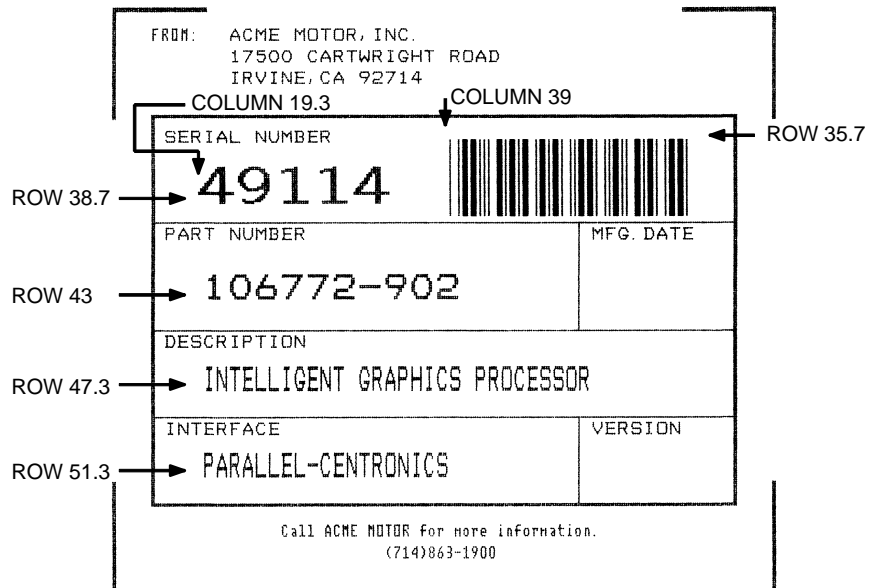 FROM: ACME MOTOR, INC.
17500 CARTWRIGHT ROAD
IRVINE, CA 92714
COLUMN 19.3 COLUMN 39
SERIAL NUMBER ROW 35.7
ROW 38.7 49114
PART NUMBER MFG. DATE
ROW 43 106772-902
DESCRIPTION
ROW 47.3 INTELLIGENT GRAPHICS PROCESSOR
INTERFACE VERSION
ROW 51.3 PARALLEL-CENTRONICS
Call ACME MOTOR for more information.
(714)863-1900